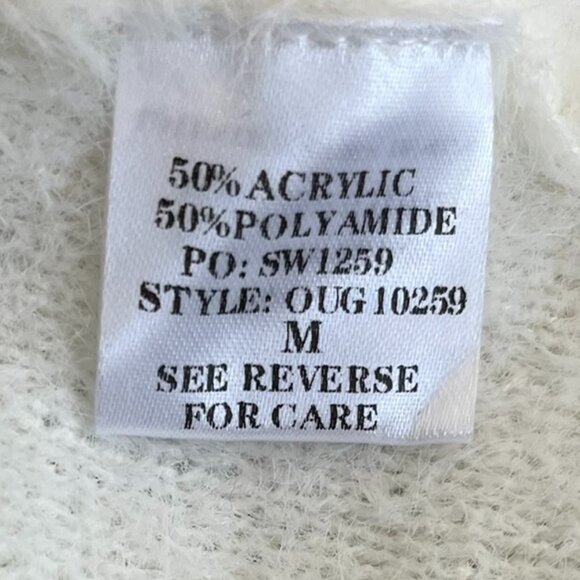 50% ACRYLIC
50% POLYAMIDE
PO: SW1259
STYLE: OUG10259
M
SEE REVERSE
FOR CARE